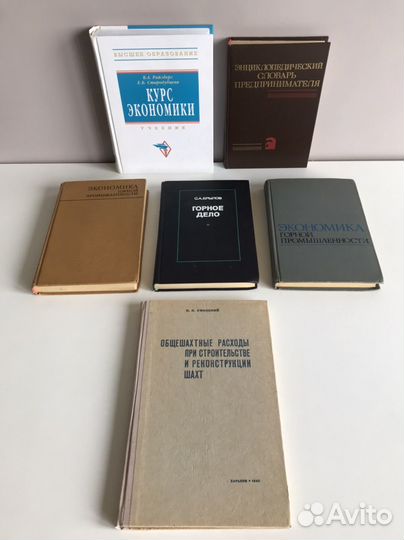 ВЫСШЕЕ ОБРАЗОВАНИЕ
КУРС
ЭКОНОМИКИ
УЧЕБНИК
ЭНЦИКЛОПЕДИЧЕСКИЙ
СЛОВАРЬ
ПРЕДПРИНИМАТЕЛЯ
ЭКОНОМИКА
ГОРНОЙ
ПРОМЫШЛЕННОСТИ
ГОРНОЕ
ДЕЛО
ЭКОНОМИКА
ГОРНОЙ
ПРОМЫШЛЕННОСТИ
ОБЩЕШАХТНЫЕ РАСХОДЫ
ПРИ СТРОИТЕЛЬСТВЕ
И РЕКОНСТРУКЦИИ
ШАХТ
Avito